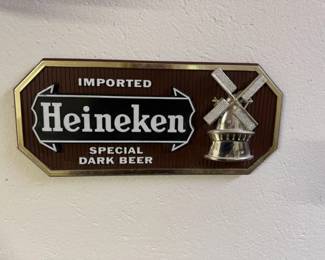 IMPORTED
Heineken
SPECIAL
DARK BEER